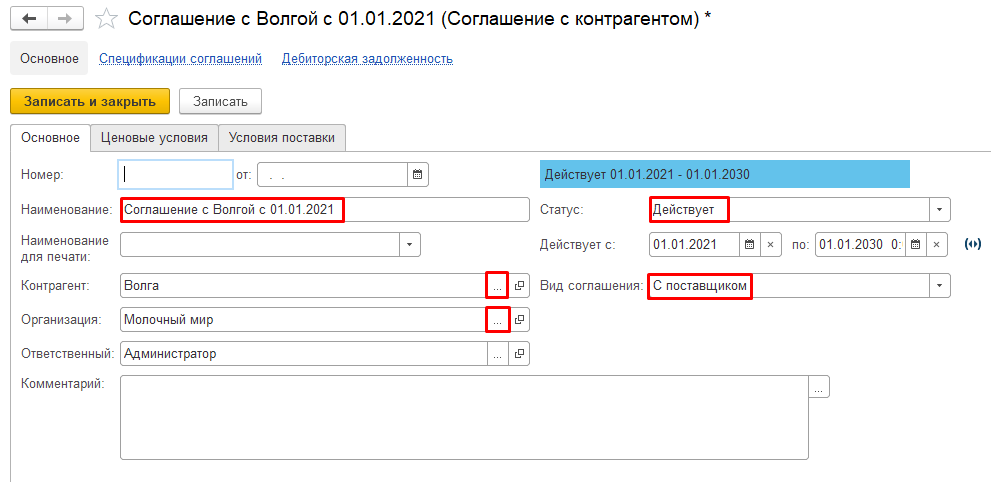 Соглашение с Волгой с 01.01.2021 (Соглашение с контрагентом) *
Основное Спецификации соглашений Дебиторская задолженность
Записать и закрыть Записать
Основное Ценовые условия Условия поставки
Номер: от: . . Действует 01.01.2021 - 01.01.2030
Наименование: Соглашение с Волгой с 01.01.2021 Статус: Действует
Наименование для печати: Действует с: 01.01.2021 по: 01.01.2030 0:
Контрагент: Волга ... Вид соглашения: С поставщиком
Организация: Молочный мир ...
Ответственный: Администратор ...
Комментарий: ...